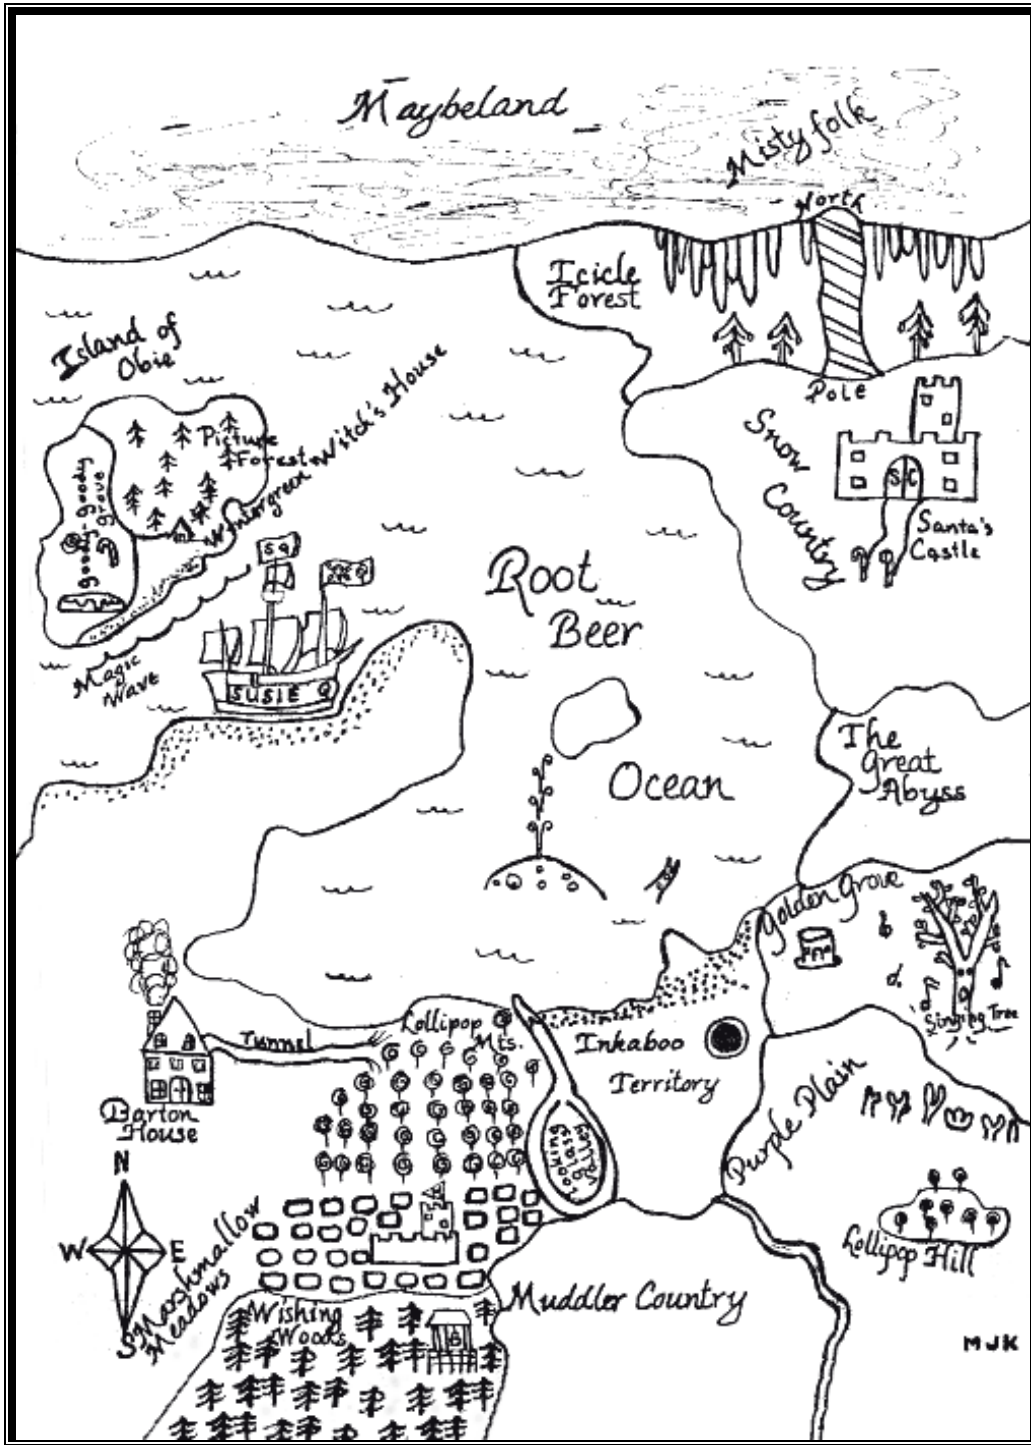 Maybeland
Misty folk
North
Icicle
Forest
Pole
Island of
Obie
Picture
Forest
Witch's House
Wintergreen
goody-goody
grove
Magic
Wave
S Q
SUSIE Q
Snow
Country
S C
Santa's
Castle
Root
Beer
Ocean
The
Great
Abyss
Golden Grove
Singing Tree
Barton
House
Tunnel
Lollipop
Mts.
Inkaboo
Territory
Looking
Glass
Valley
Purple Plain
Lollipop Hill
N
W
E
S
Marshmallow
Meadows
Wishing
Woods
Muddler Country
MJK